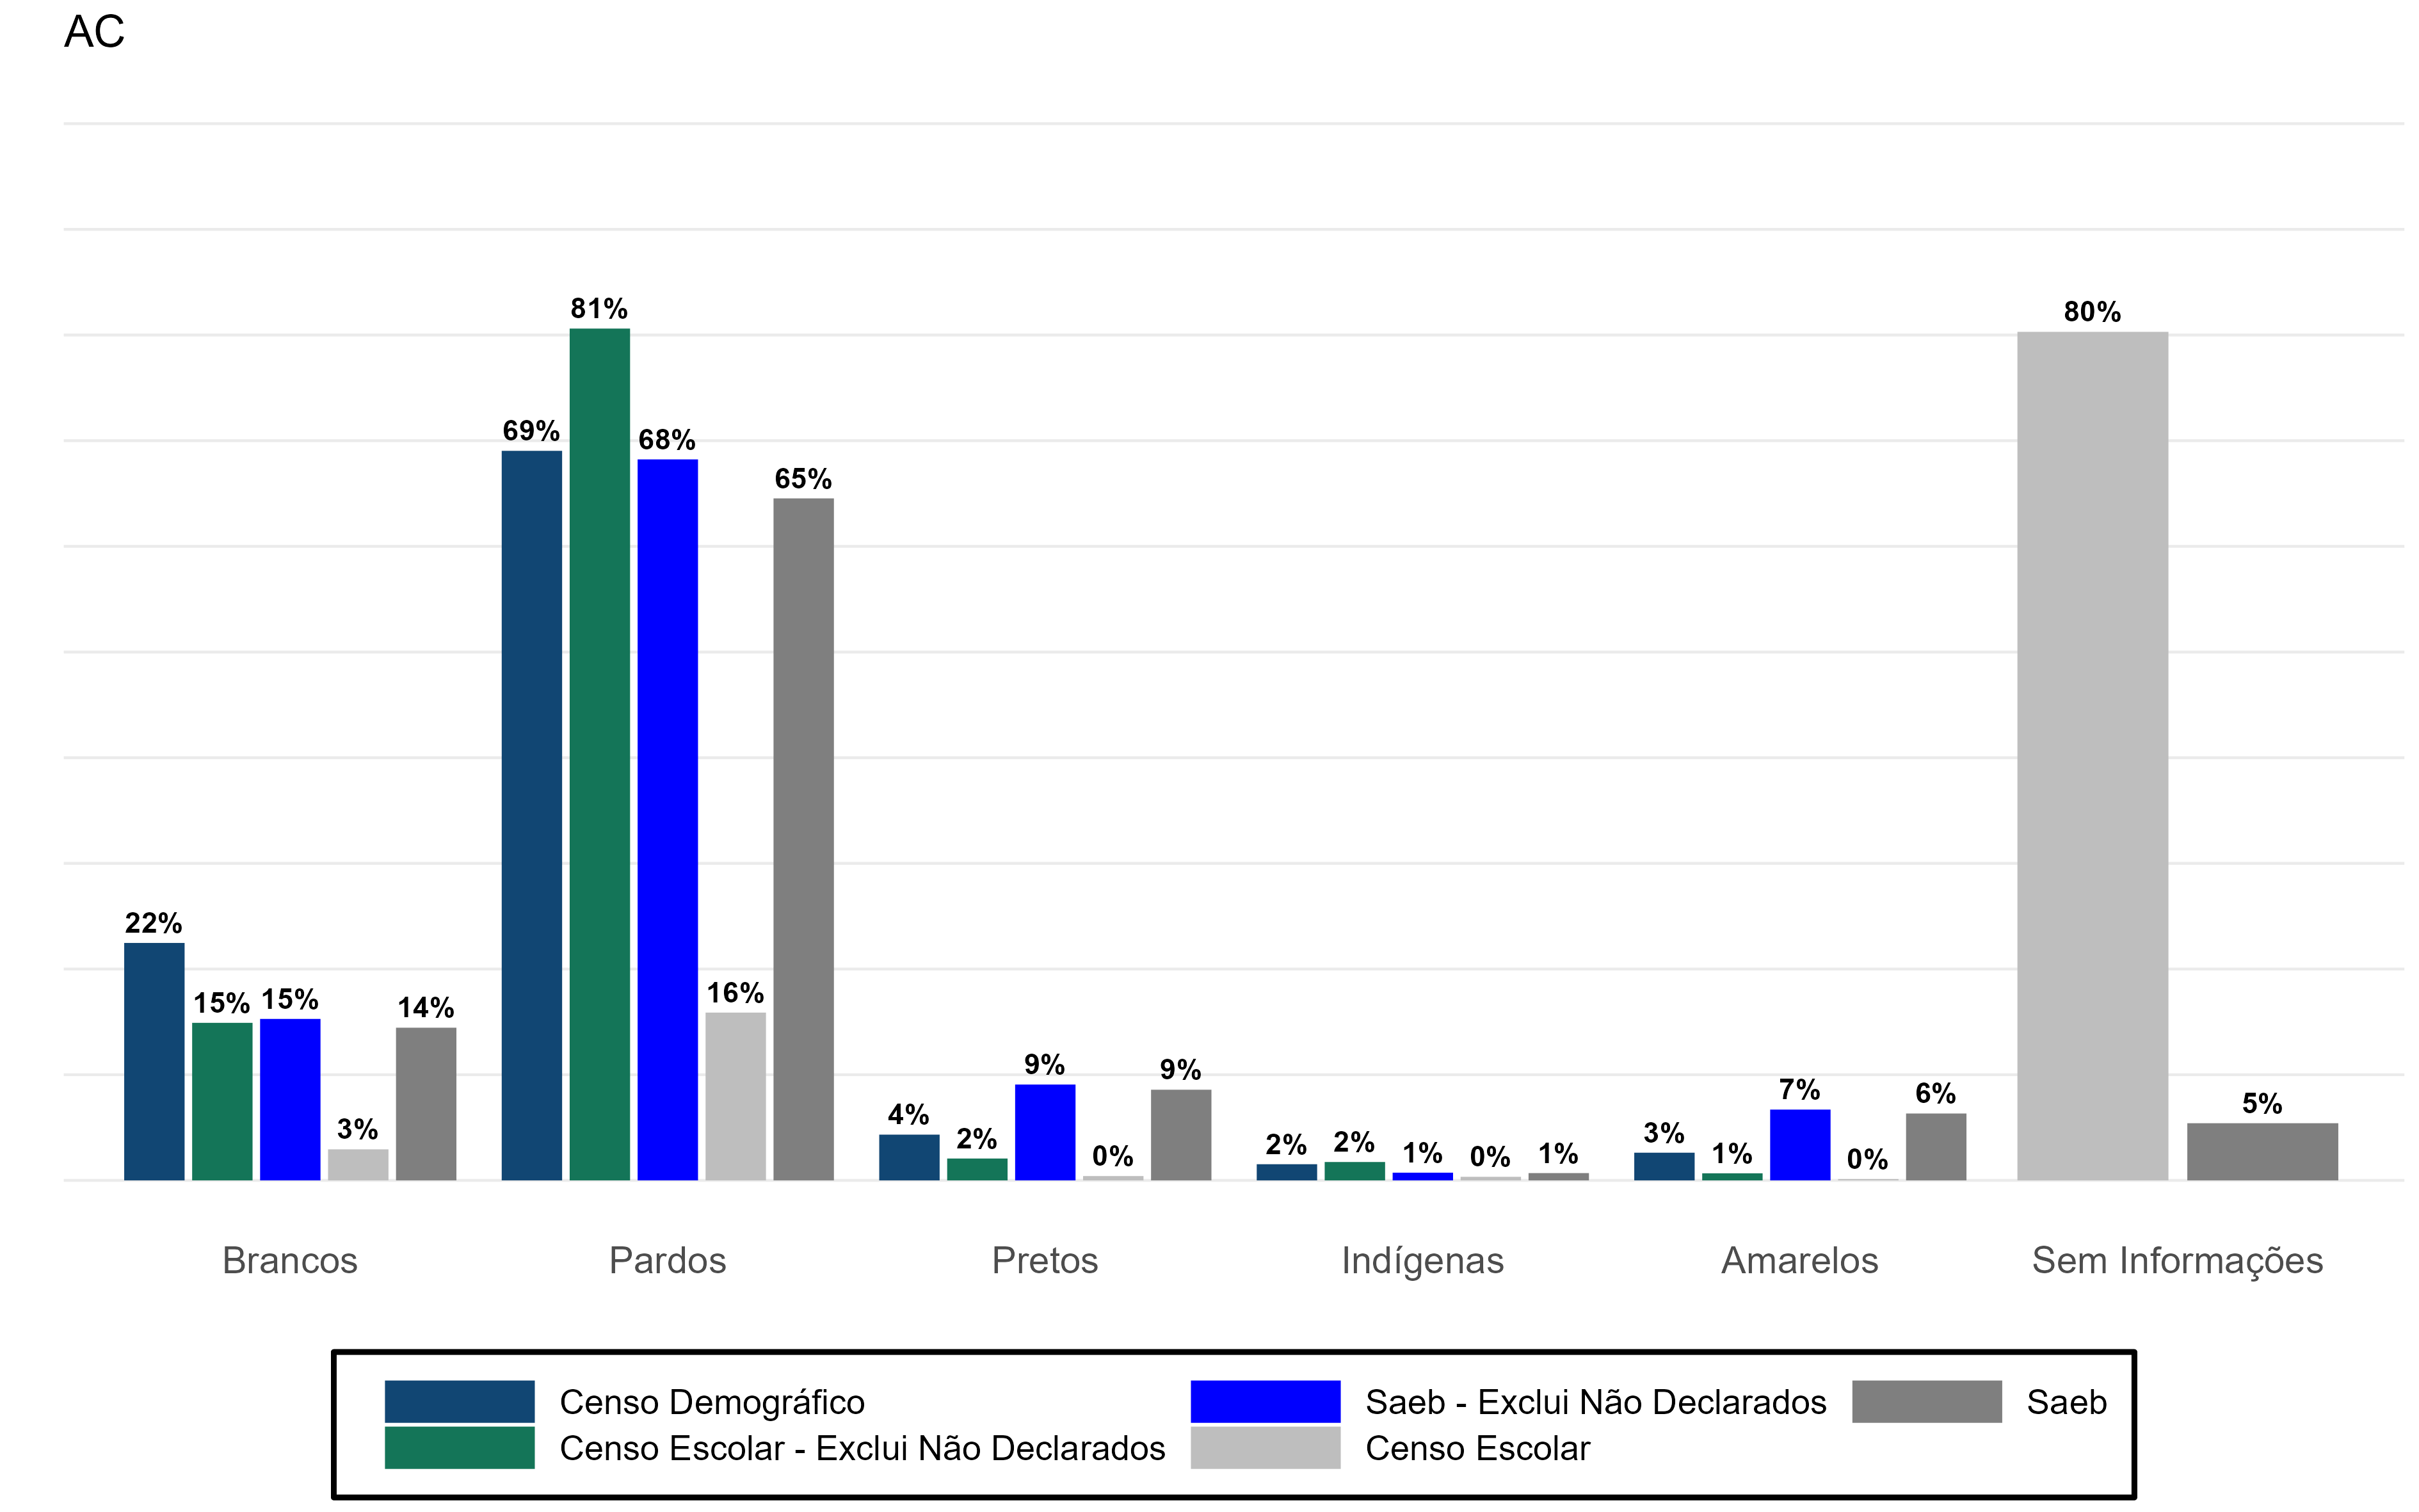 AC
81%
80%
69%
68%
65%
22%
15%
15%
3%
14%
16%
4%
2%
9%
0%
9%
2%
2%
1%
0%
1%
3%
1%
7%
0%
6%
5%
Brancos
Pardos
Pretos
Indígenas
Amarelos
Sem Informações
Censo Demográfico
Saeb - Exclui Não Declarados
Saeb
Censo Escolar - Exclui Não Declarados
Censo Escolar